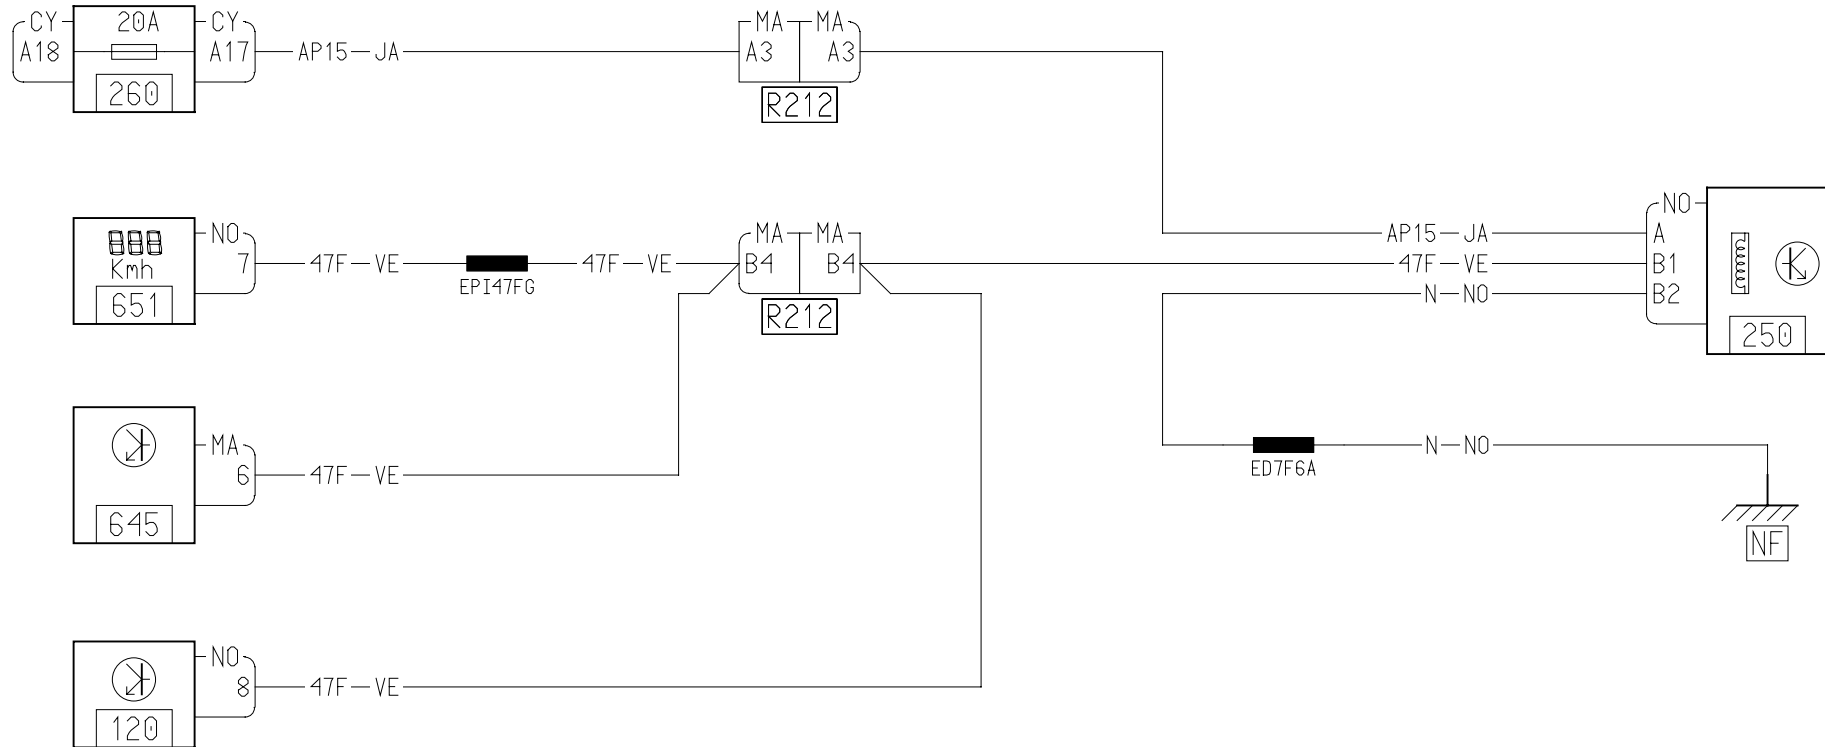 CY 20A CY MA MA
A18 A17 AP15 JA A3 A3
260 R212
NO
NO MA MA AP15 JA A
Kmh 7 47F VE 47F VE B4 B4 47F VE B1
EPI47FG N NO B2
651 R212 250
MA N NO
6 47F VE ED7F6A
645 NF
NO
8 47F VE
120